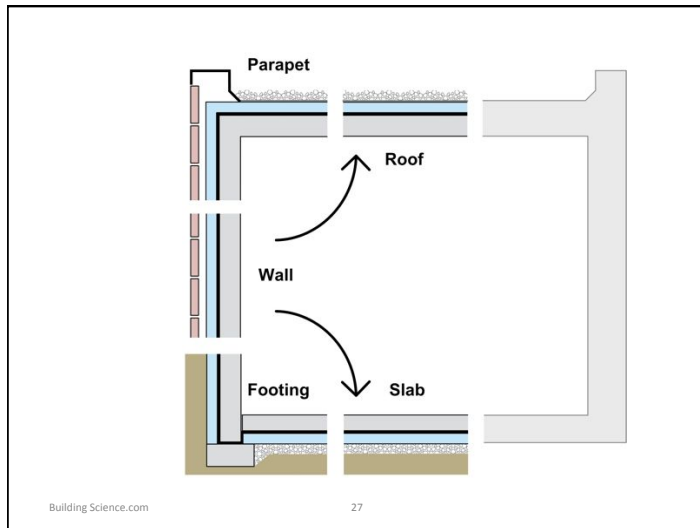 Parapet
Roof
Wall
Footing
Slab
Building Science.com
27